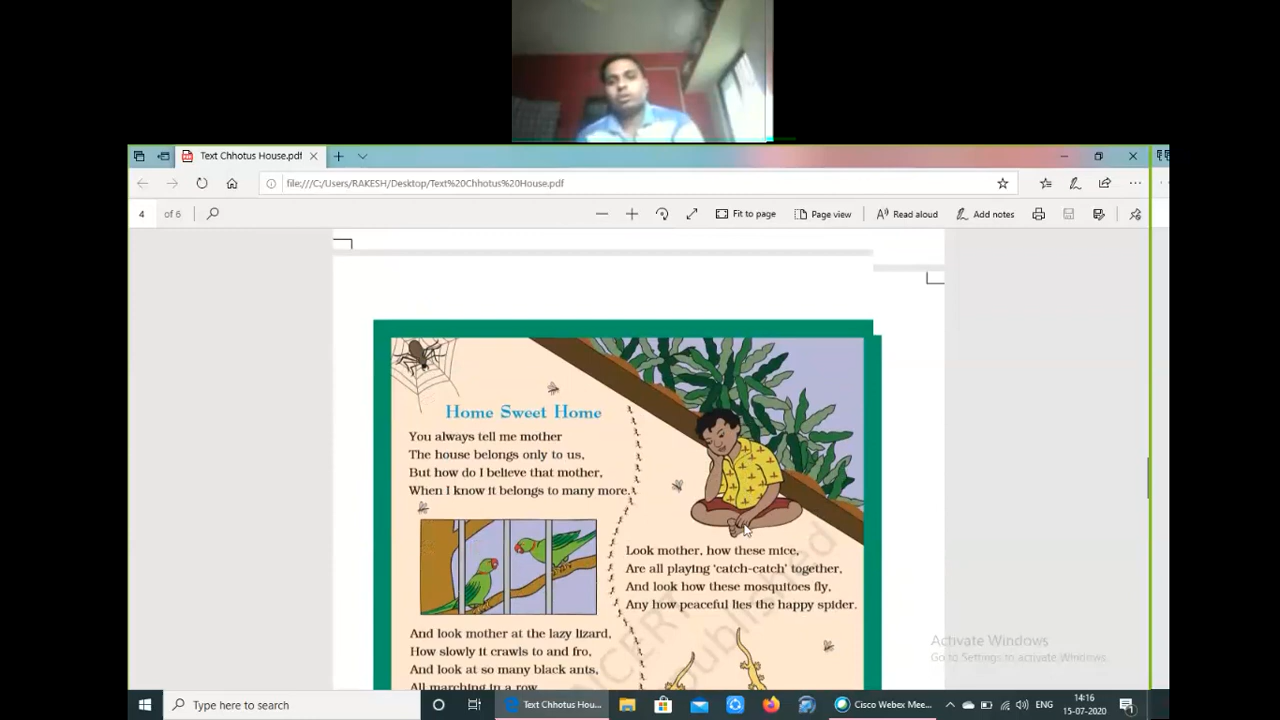 Text Chhotus House.pdf
file:///C:/Users/RAKESH/Desktop/Text%20Chhotus%20House.pdf
4 of 6
Fit to page
Page view
Read aloud
Add notes
Home Sweet Home
You always tell me mother
The house belongs only to us,
But how do I believe that mother,
When I know it belongs to many more.
Look mother, how these mice,
Are all playing 'catch-catch' together,
And look how these mosquitoes fly,
Any how peaceful lies the happy spider.
And look mother at the lazy lizard,
How slowly it crawls to and fro,
And look at so many black ants,
All marching in a row
NCERT
published
Activate Windows
Go to Settings to activate Windows.
Type here to search
Text Chhotus Hou...
Cisco Webex Mee...
ENG
14:16
15-07-2020